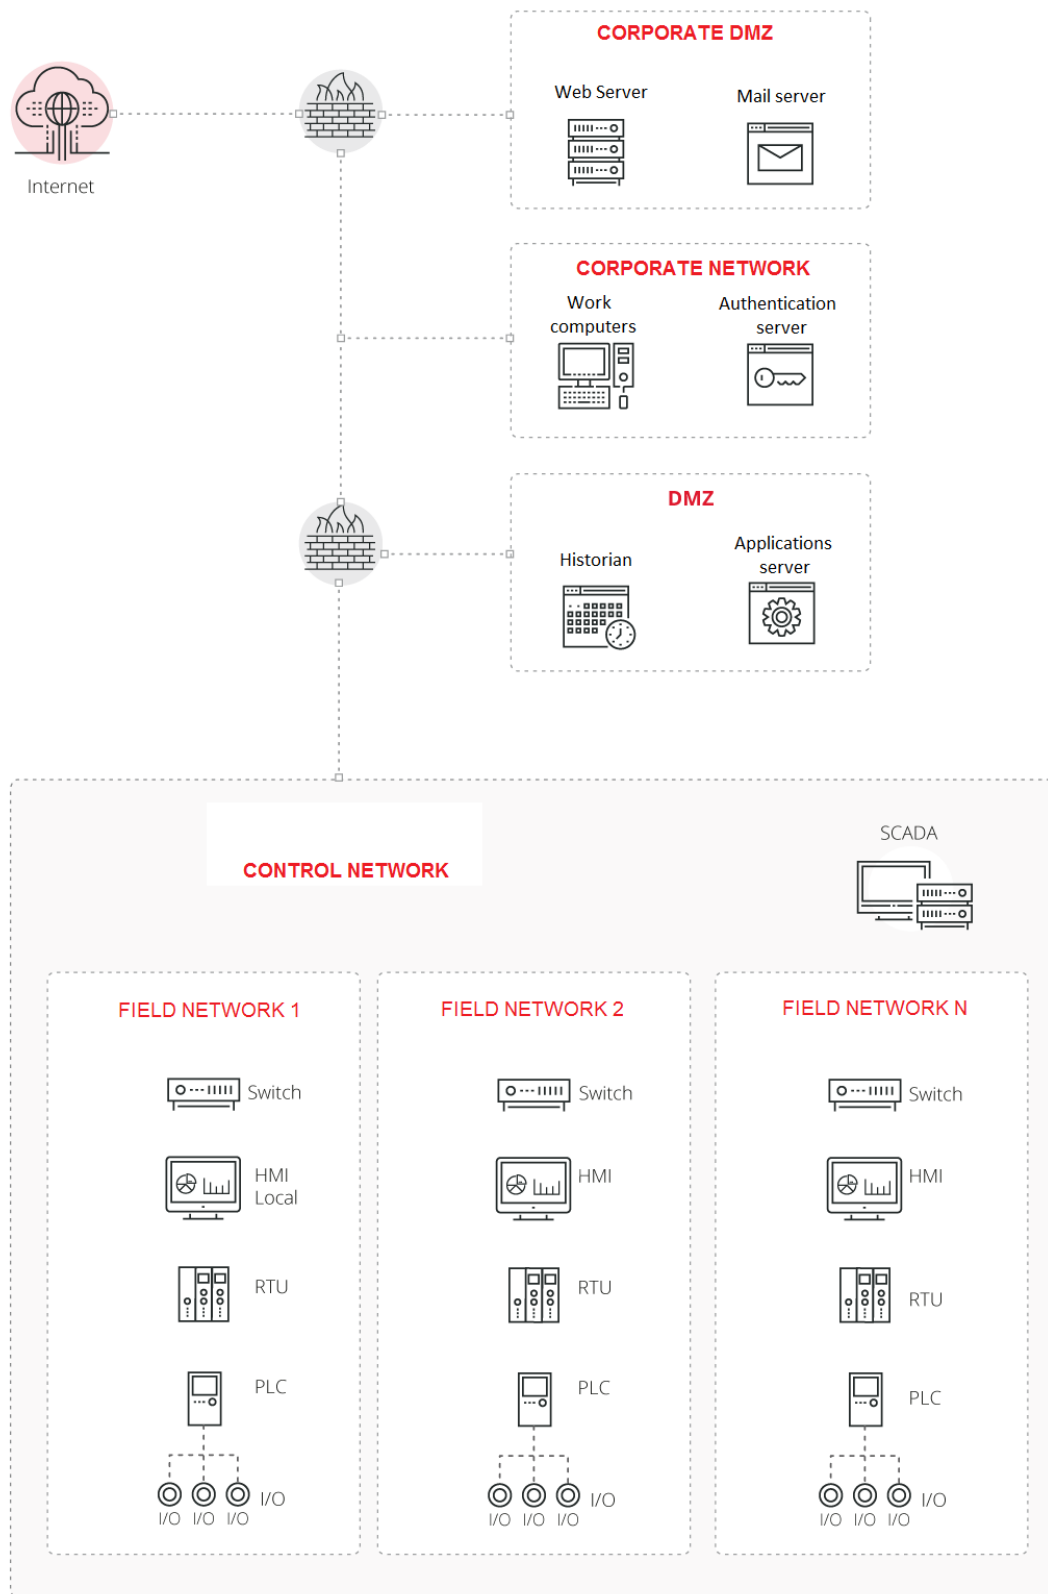 CORPORATE DMZ
Web Server
Mail server
Internet
CORPORATE NETWORK
Work
computers
Authentication
server
DMZ
Historian
Applications
server
CONTROL NETWORK
SCADA
FIELD NETWORK 1
Switch
HMI
Local
RTU
PLC
I/O
I/O I/O I/O
FIELD NETWORK 2
Switch
HMI
RTU
PLC
I/O
I/O I/O I/O
FIELD NETWORK N
Switch
HMI
RTU
PLC
I/O
I/O I/O I/O